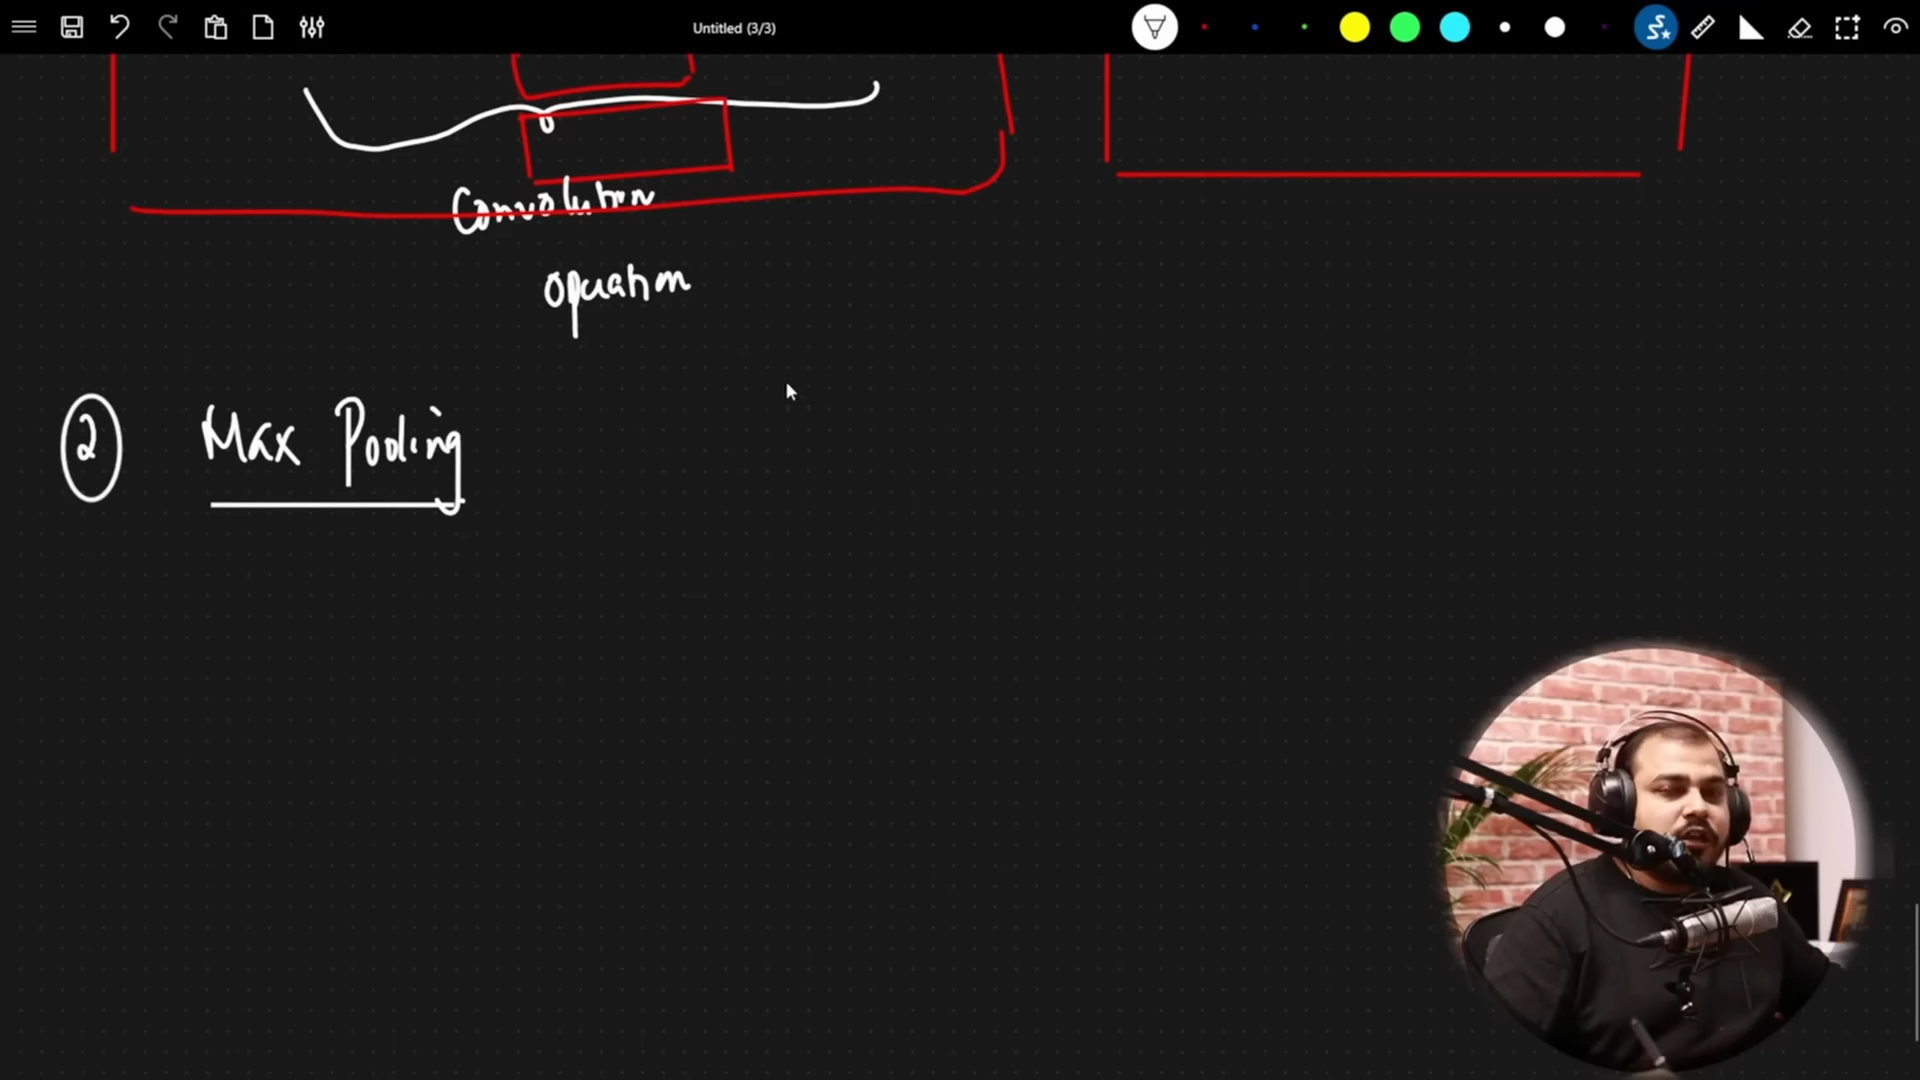 Untitled (3/3)
Convolution
operation
2 Max Pooling